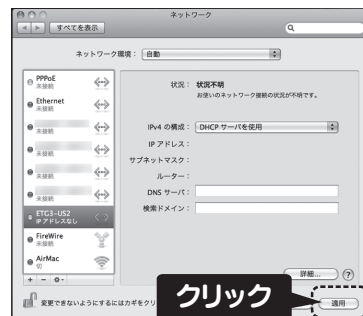 ネットワーク
すべてを表示
ネットワーク環境： 自動
PPPoE
未接続
Ethernet
未接続
未接続
未接続
未接続
未接続
ETG3-US2
IPアドレスなし
FireWire
未接続
AirMac
切
状況： 状況不明
お使いのネットワーク接続の状況が不明です。
IPv4 の構成： DHCP サーバを使用
IP アドレス：
サブネットマスク：
ルーター：
DNS サーバ：
検索ドメイン：
詳細...
?
変更できないようにするにはカギをクリ
クリック
適用